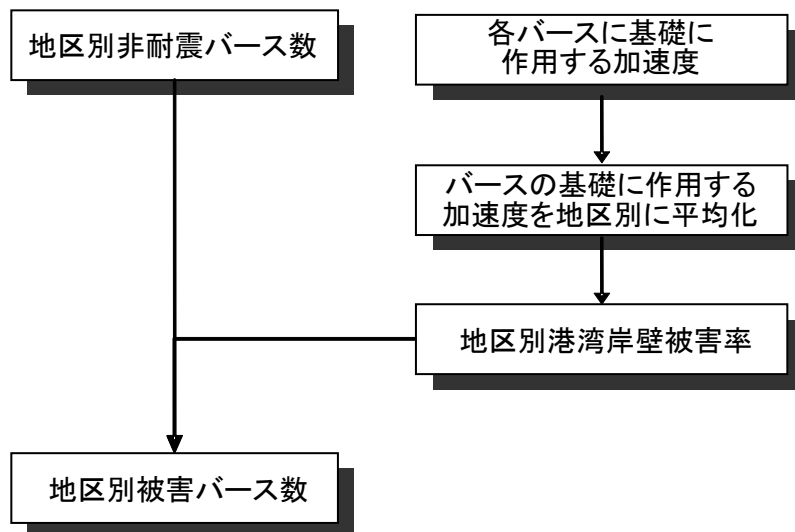 地区別非耐震バース数
各バースに基礎に
作用する加速度
バースの基礎に作用する
加速度を地区別に平均化
地区別港湾岸壁被害率
地区別被害バース数